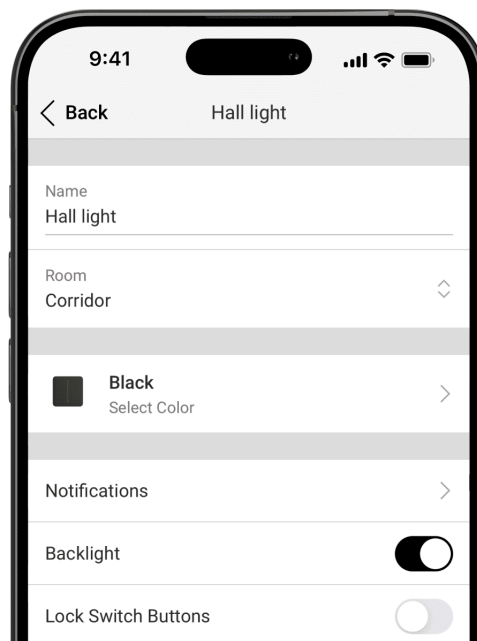 9:41
Back
Hall light
Name
Hall light
Room
Corridor
Black
Select Color
Notifications
Backlight
Lock Switch Buttons